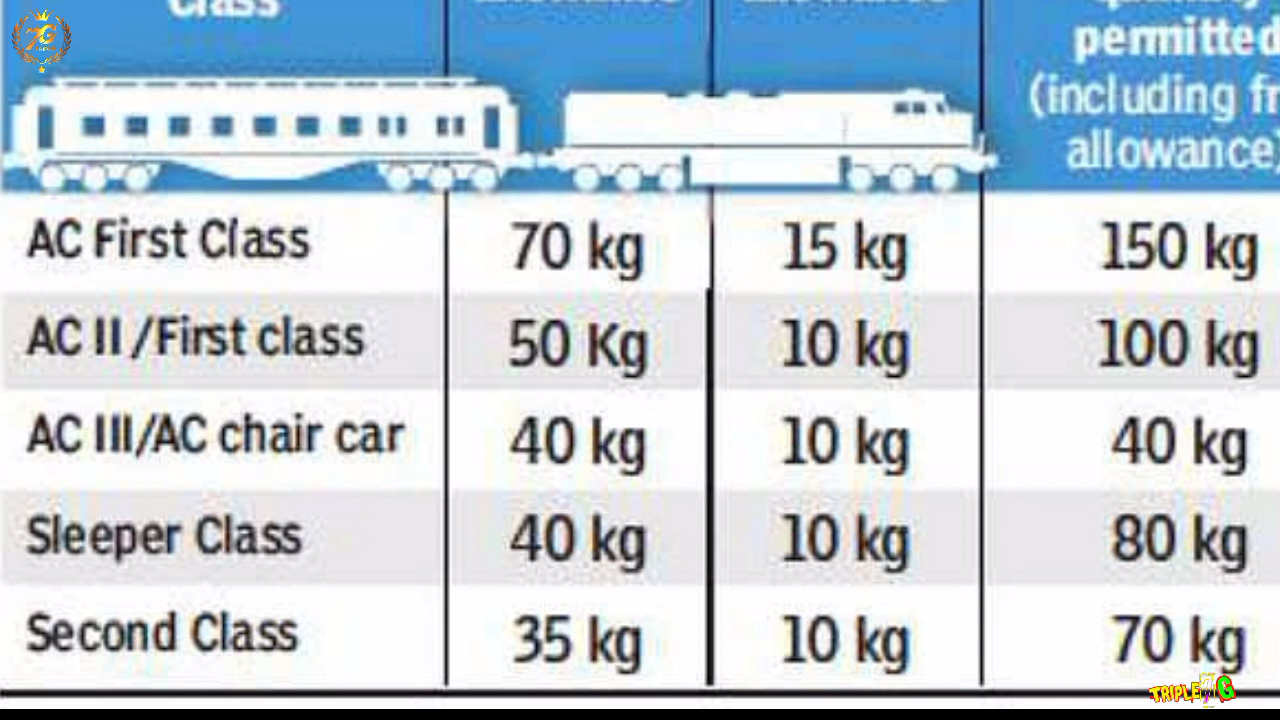 Class
permitted
(including
allowance
AC First Class 70 kg 15 kg 150 kg
AC II /First class 50 Kg 10 kg 100 kg
AC III/AC chair car 40 kg 10 kg 40 kg
Sleeper Class 40 kg 10 kg 80 kg
Second Class 35 kg 10 kg 70 kg
7G
TRIPLE 7G